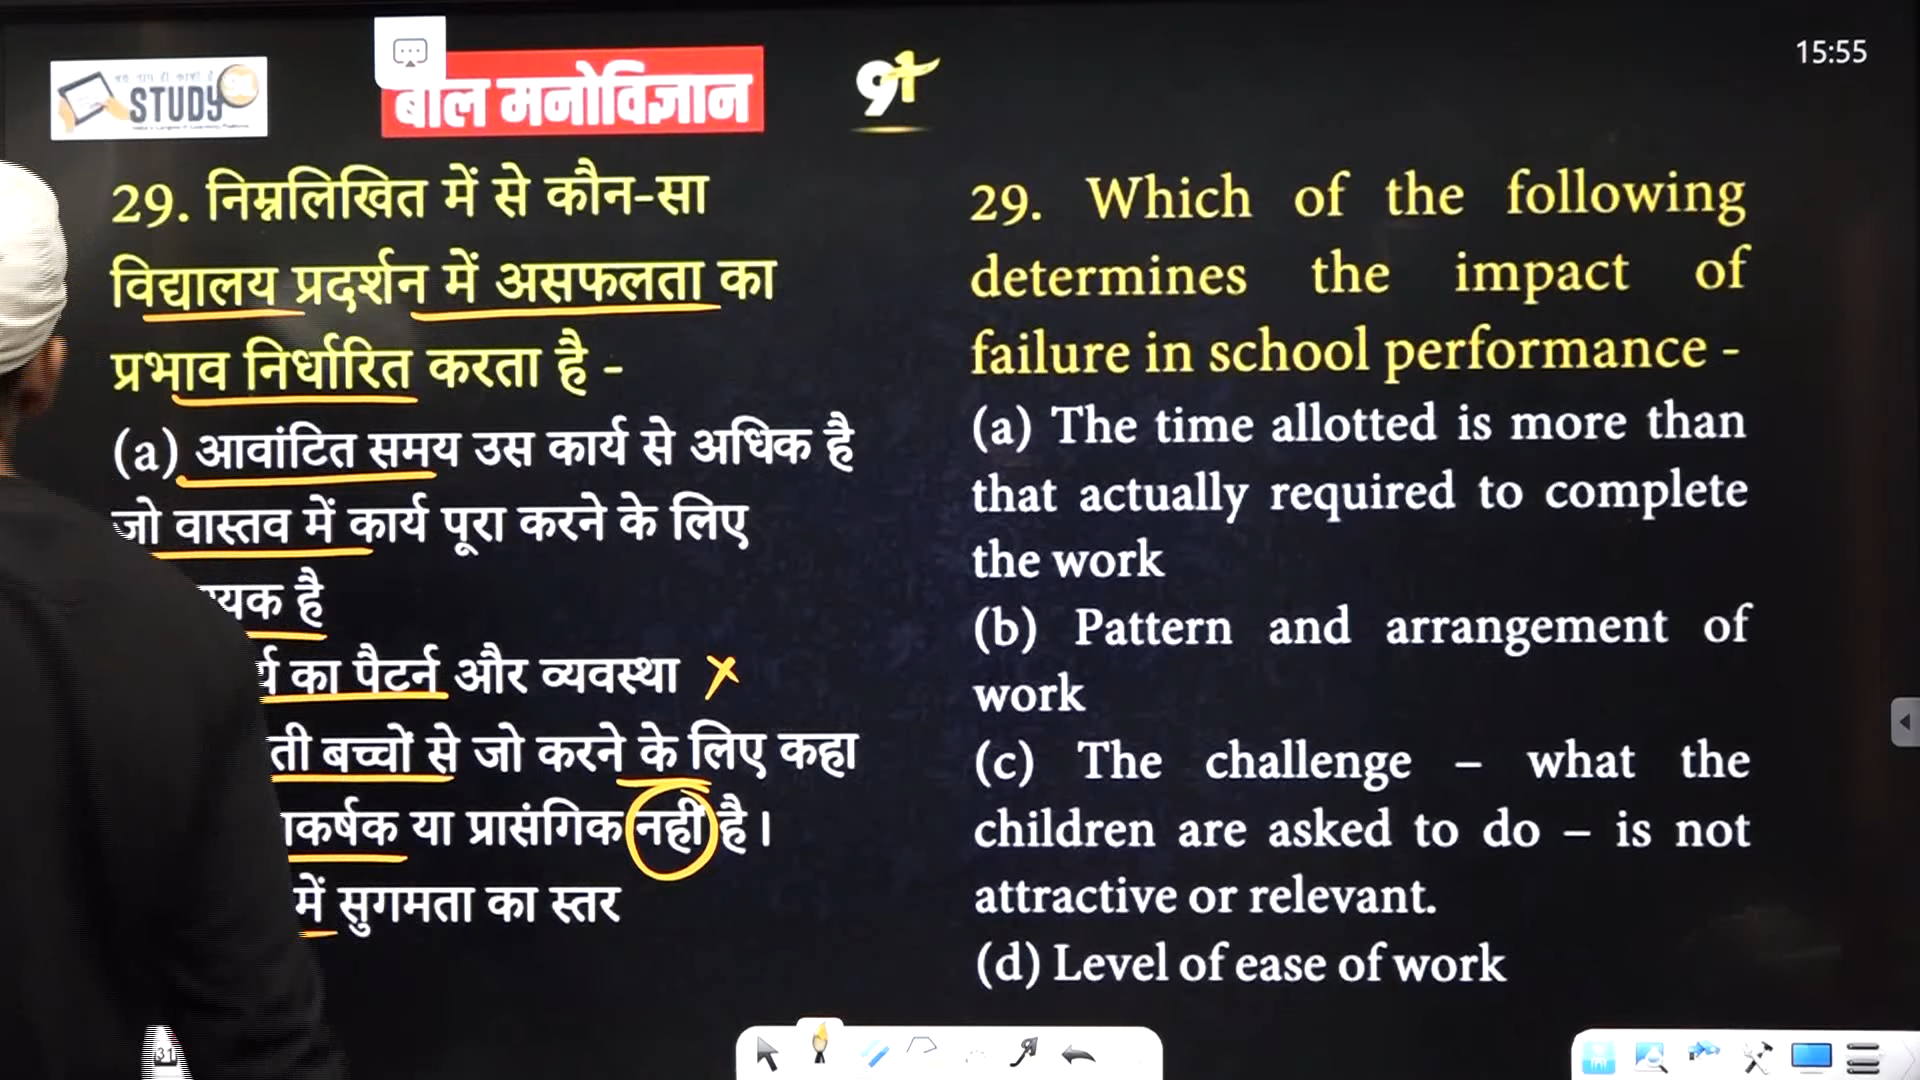 15:55
STUDY
बाल मनोविज्ञान
91
29. निम्नलिखित में से कौन-सा
विद्यालय प्रदर्शन में असफलता का
प्रभाव निर्धारित करता है -
(a) आवांटित समय उस कार्य से अधिक है
जो वास्तव में कार्य पूरा करने के लिए
यक है
का पैटर्न और व्यवस्था
ती बच्चों से जो करने के लिए कहा
कर्षक या प्रासंगिक नहीं है।
में सुगमता का स्तर
29. Which of the following
determines the impact of
failure in school performance -
(a) The time allotted is more than
that actually required to complete
the work
(b) Pattern and arrangement of
work
(c) The challenge – what the
children are asked to do – is not
attractive or relevant.
(d) Level of ease of work
31